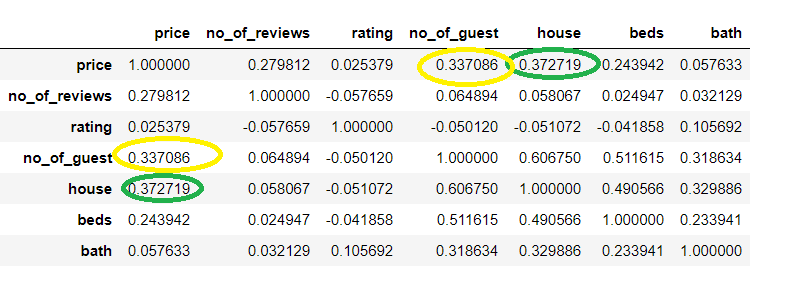 price no_of_reviews rating no_of_guest house beds bath
price 1.000000 0.279812 0.025379 0.337086 0.372719 0.243942 0.057633
no_of_reviews 0.279812 1.000000 -0.057659 0.064894 0.058067 0.024947 0.032129
rating 0.025379 -0.057659 1.000000 -0.050120 -0.051072 -0.041858 0.105692
no_of_guest 0.337086 0.064894 -0.050120 1.000000 0.606750 0.511615 0.318634
house 0.372719 0.058067 -0.051072 0.606750 1.000000 0.490566 0.329886
beds 0.243942 0.024947 -0.041858 0.511615 0.490566 1.000000 0.233941
bath 0.057633 0.032129 0.105692 0.318634 0.329886 0.233941 1.000000